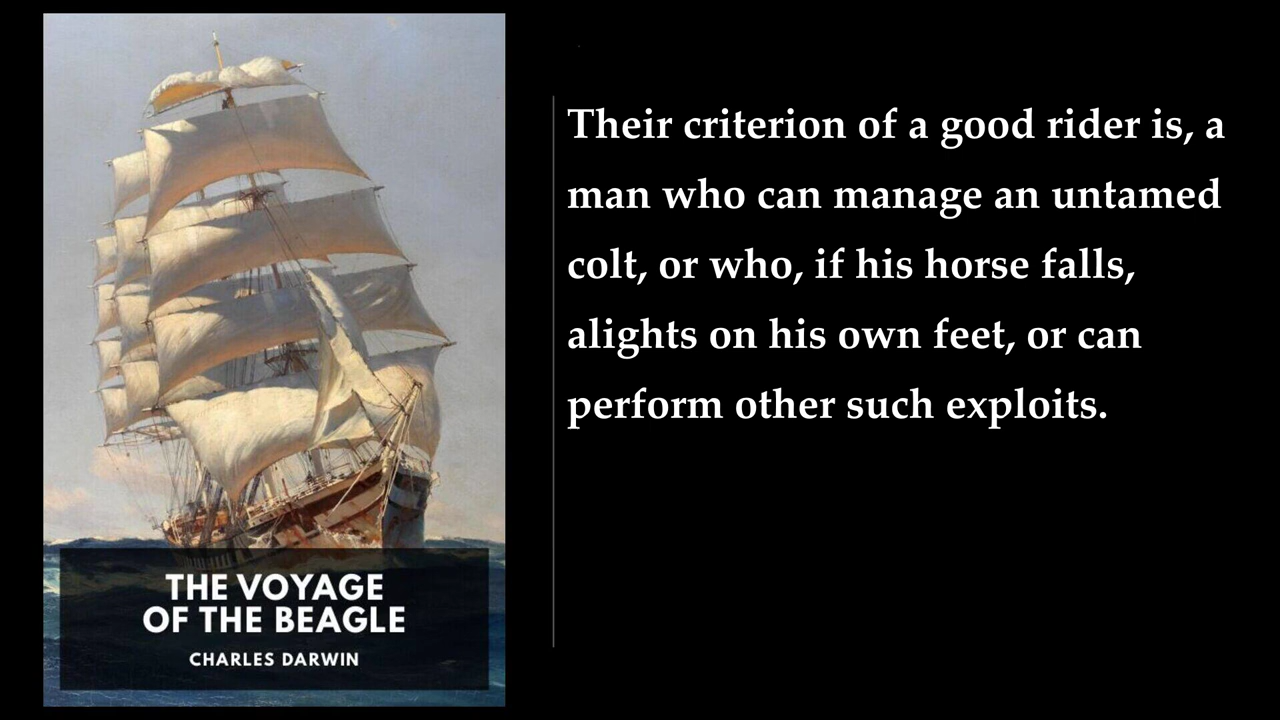 THE VOYAGE
OF THE BEAGLE
CHARLES DARWIN
Their criterion of a good rider is, a
man who can manage an untamed
colt, or who, if his horse falls,
alights on his own feet, or can
perform other such exploits.